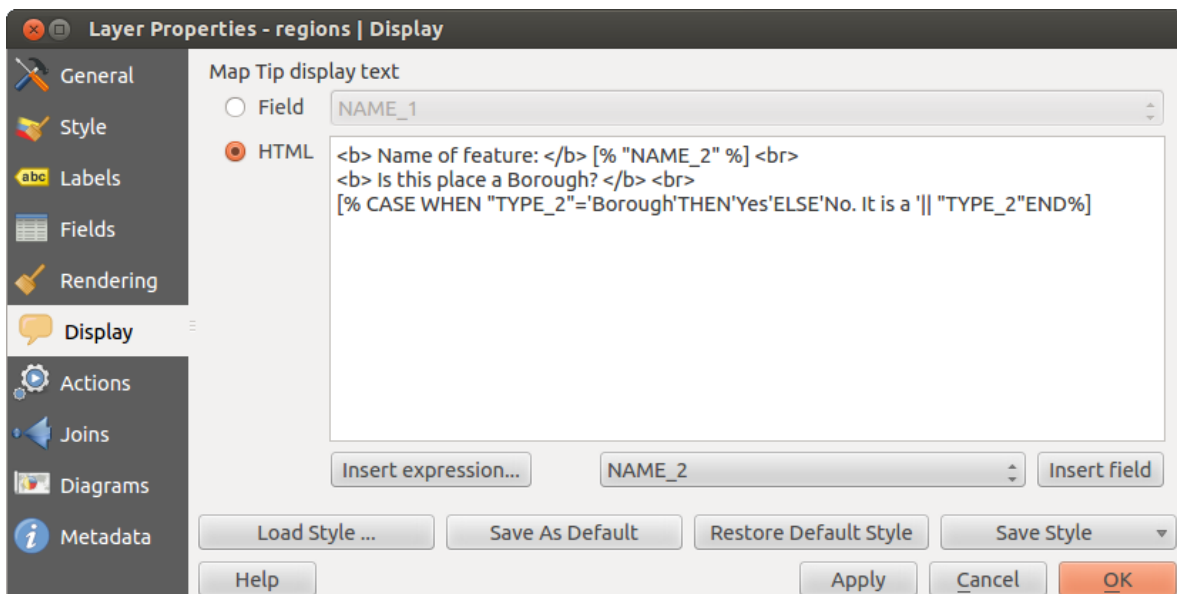 Layer Properties - regions | Display
General
Style
abc Labels
Fields
Rendering
Display
Actions
Joins
Diagrams
i Metadata
Map Tip display text
Field NAME_1
HTML
<b> Name of feature: </b> [% "NAME_2" %] <br>
<b> Is this place a Borough? </b> <br>
[% CASE WHEN "TYPE_2"='Borough'THEN'Yes'ELSE'No. It is a '|| "TYPE_2"END%]
Insert expression... NAME_2 Insert field
Load Style ... Save As Default Restore Default Style Save Style
Help Apply Cancel OK